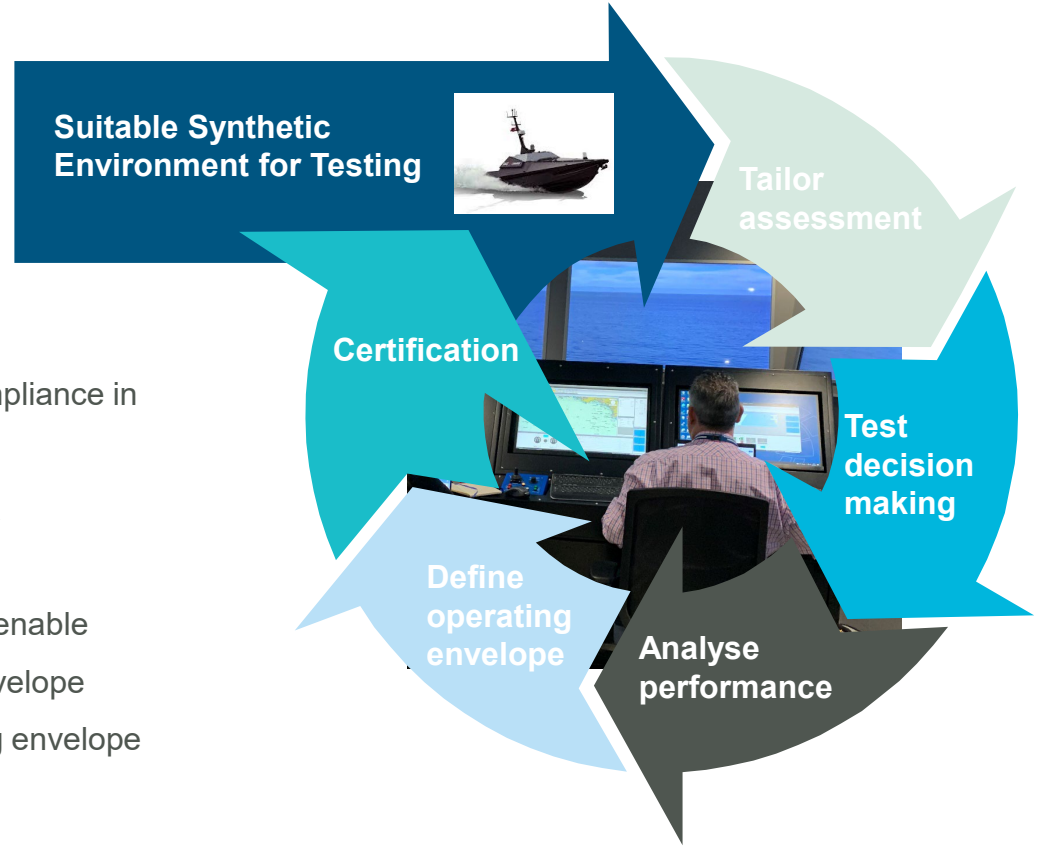 Suitable Synthetic
Environment for Testing
Tailor
assessment
Certification
Test
decision
making
Define
operating
envelope
Analyse
performance
pliance in
enable
velope
envelope